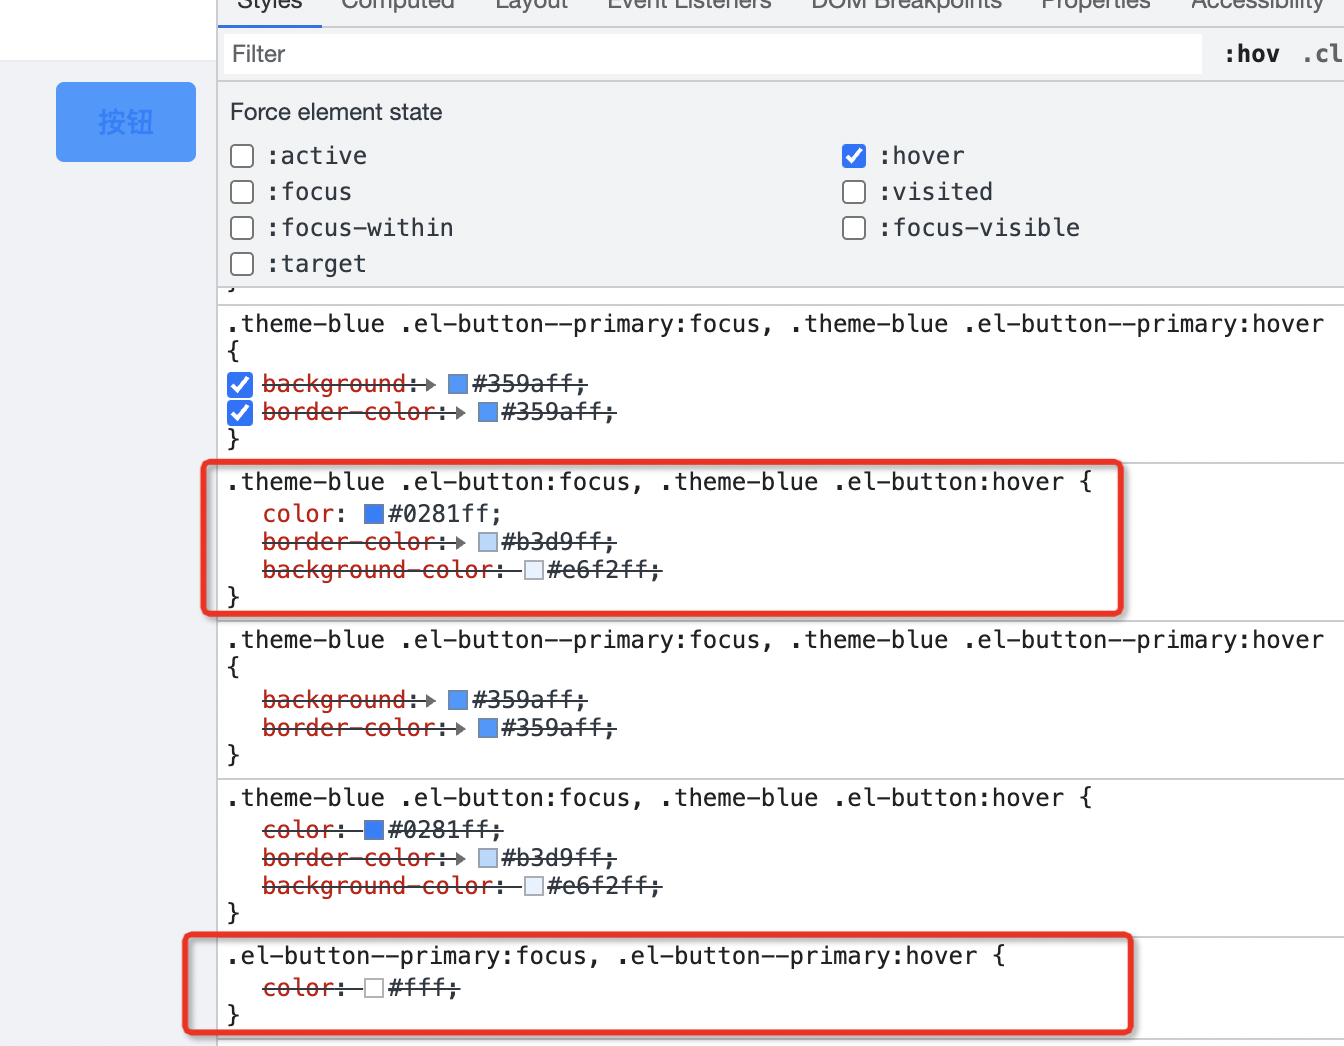 Styles Computed Layout Event Listeners DOM Breakpoints Properties Accessibility
Filter :hov .cl
按钮
Force element state
:active :hover
:focus :visited
:focus-within :focus-visible
:target
}
.theme-blue .el-button--primary:focus, .theme-blue .el-button--primary:hover
{
background: #359aff;
border-color: #359aff;
}
.theme-blue .el-button:focus, .theme-blue .el-button:hover {
color: #0281ff;
border-color: #b3d9ff;
background-color: #e6f2ff;
}
.theme-blue .el-button--primary:focus, .theme-blue .el-button--primary:hover
{
background: #359aff;
border-color: #359aff;
}
.theme-blue .el-button:focus, .theme-blue .el-button:hover {
color: #0281ff;
border-color: #b3d9ff;
background-color: #e6f2ff;
}
.el-button--primary:focus, .el-button--primary:hover {
color: #fff;
}